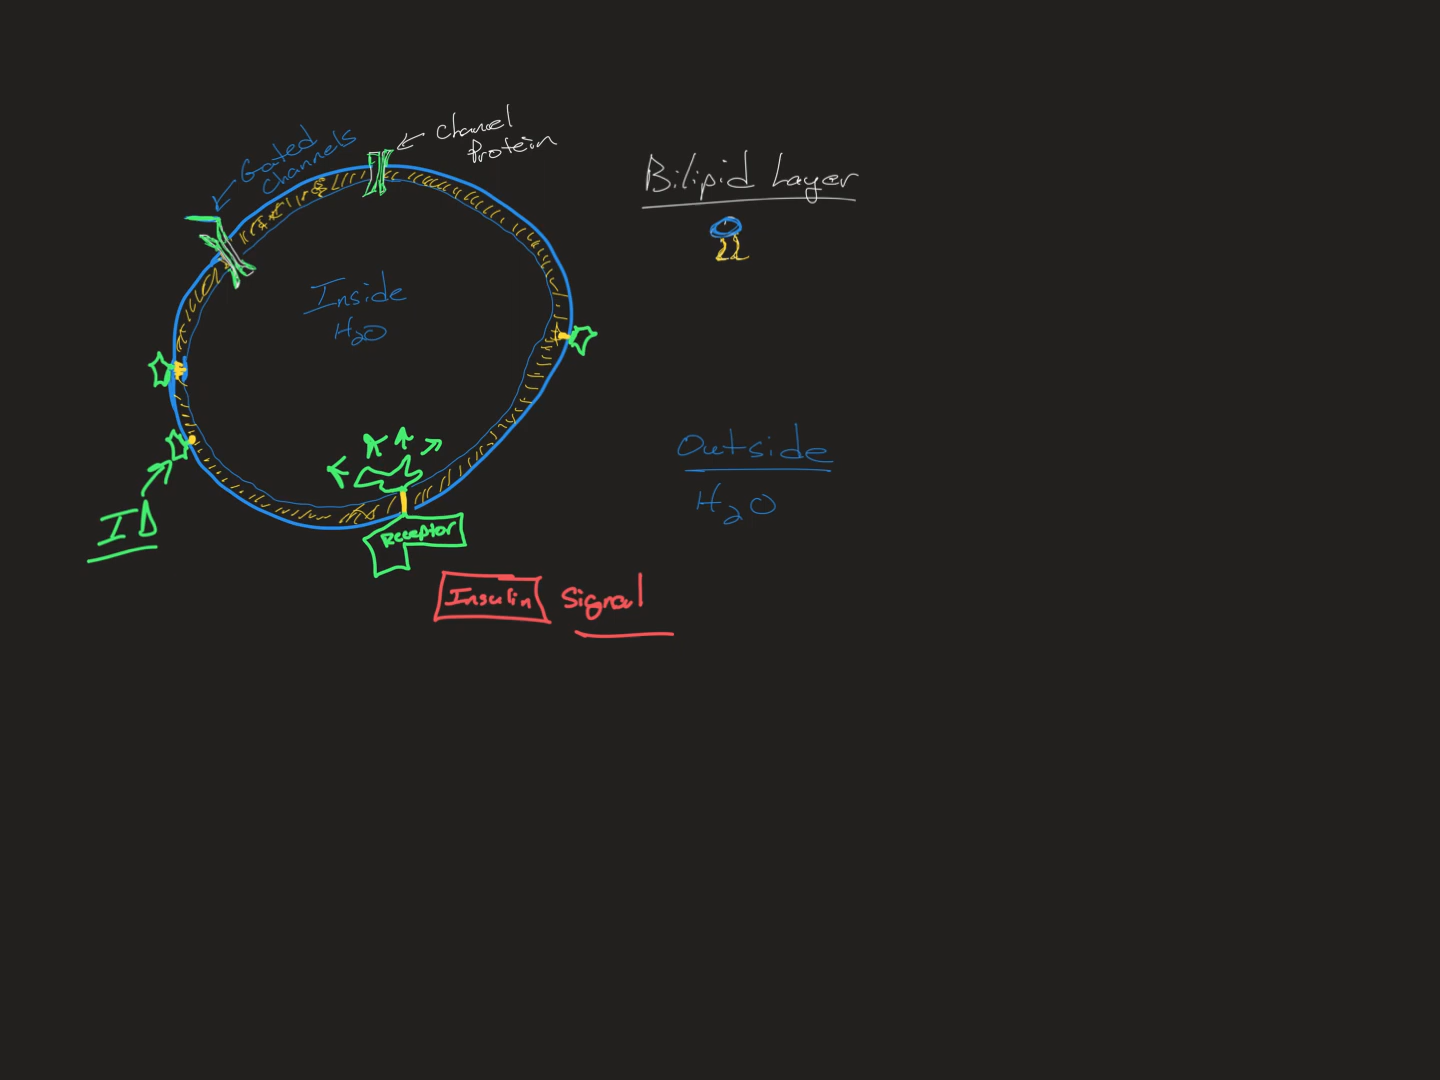 Gated
Channels
Channel
Protein
Bilipid Layer
Inside
H2O
Outside
H2O
ID
Receptor
Insulin Signal